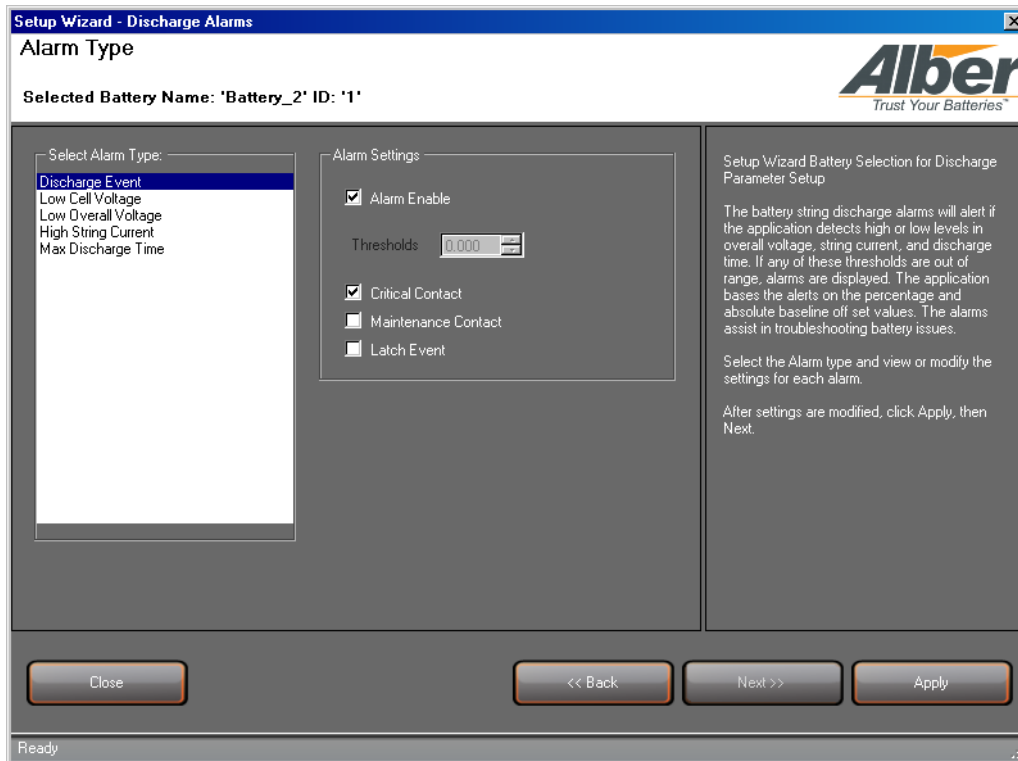 Setup Wizard - Discharge Alarms
Alarm Type
Selected Battery Name: 'Battery_2' ID: '1'
Alber
Trust Your Batteries™
Select Alarm Type:
Discharge Event
Low Cell Voltage
Low Overall Voltage
High String Current
Max Discharge Time
Alarm Settings
Alarm Enable
Thresholds 0.000
Critical Contact
Maintenance Contact
Latch Event
Setup Wizard Battery Selection for Discharge
Parameter Setup
The battery string discharge alarms will alert if
the application detects high or low levels in
overall voltage, string current, and discharge
time. If any of these thresholds are out of
range, alarms are displayed. The application
bases the alerts on the percentage and
absolute baseline off set values. The alarms
assist in troubleshooting battery issues.
Select the Alarm type and view or modify the
settings for each alarm.
After settings are modified, click Apply, then
Next.
Close
<< Back
Next >>
Apply
Ready